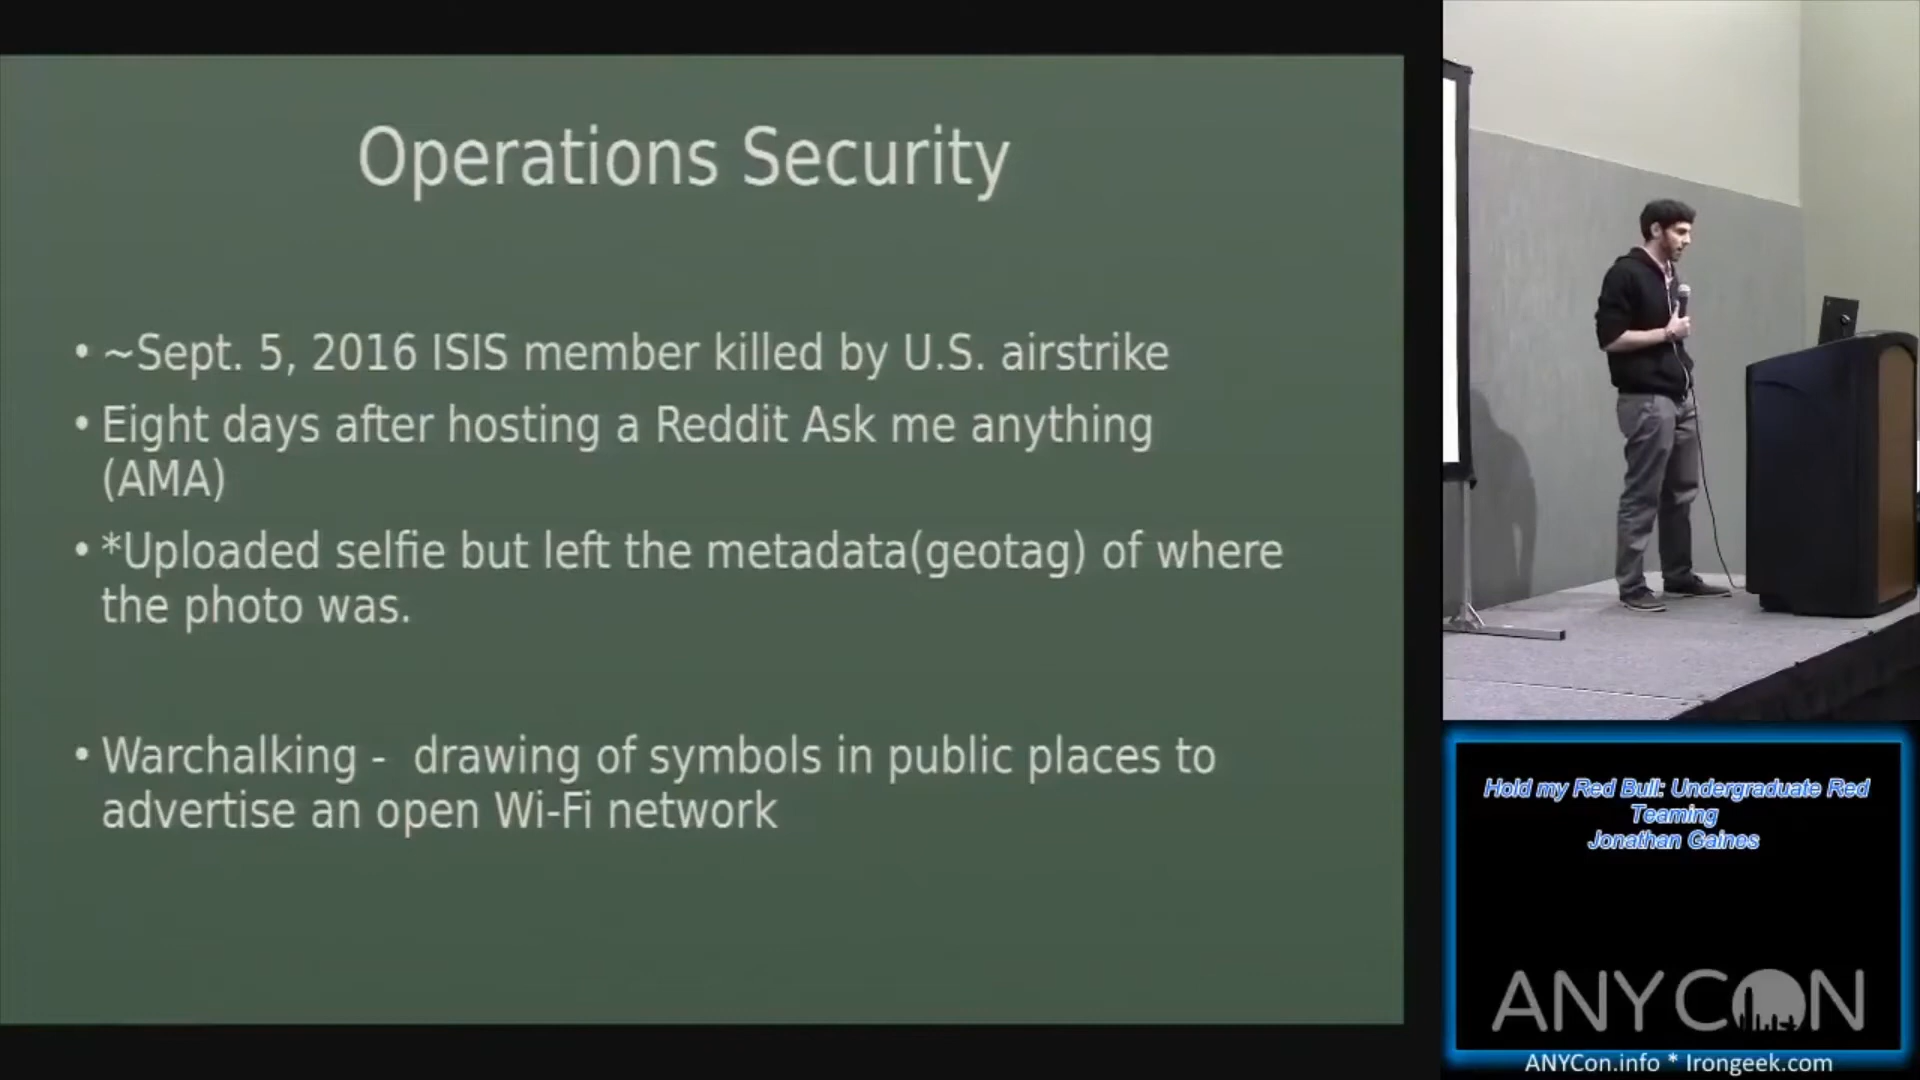 Operations Security
• ~Sept. 5, 2016 ISIS member killed by U.S. airstrike
• Eight days after hosting a Reddit Ask me anything
(AMA)
• *Uploaded selfie but left the metadata(geotag) of where
the photo was.
• Warchalking -  drawing of symbols in public places to
advertise an open Wi-Fi network
Hold my Red Bull: Undergraduate Red
Teaming
Jonathan Gaines
ANYCON
ANYCon.info * Irongeek.com